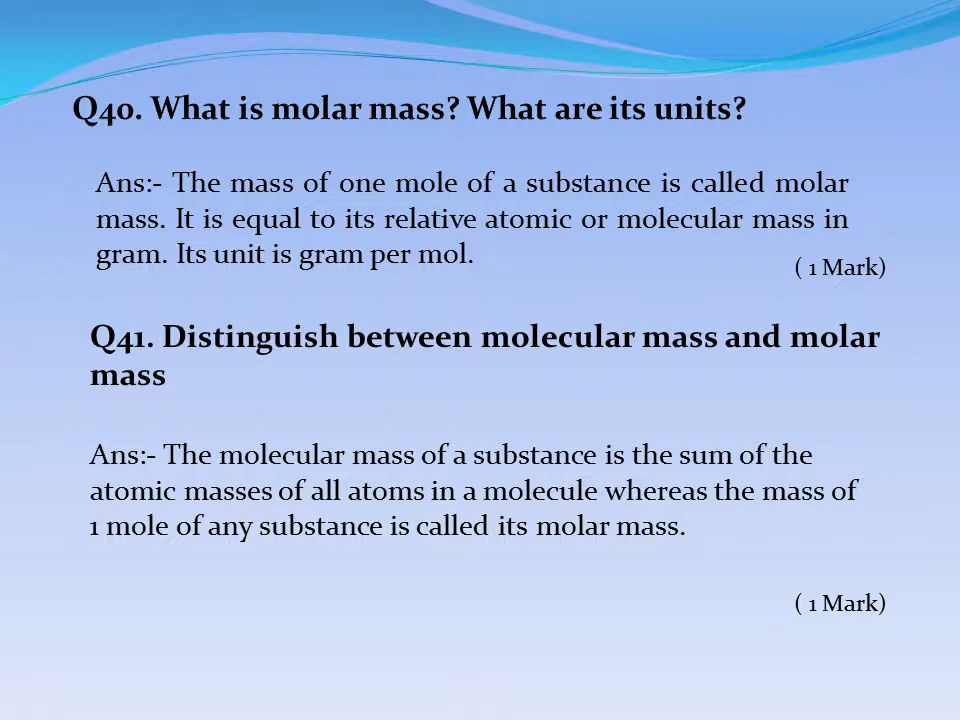 Q40. What is molar mass? What are its units?
Ans:- The mass of one mole of a substance is called molar
mass. It is equal to its relative atomic or molecular mass in
gram. Its unit is gram per mol.
( 1 Mark)
Q41. Distinguish between molecular mass and molar
mass
Ans:- The molecular mass of a substance is the sum of the
atomic masses of all atoms in a molecule whereas the mass of
1 mole of any substance is called its molar mass.
( 1 Mark)